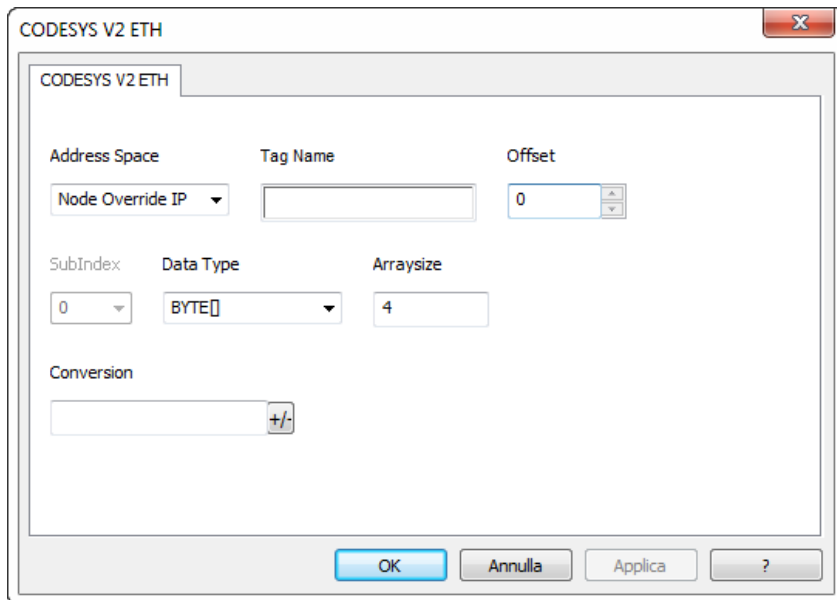 CODESYS V2 ETH
CODESYS V2 ETH
Address Space Tag Name Offset
Node Override IP 0
SubIndex Data Type Arraysize
0 BYTE[] 4
Conversion
+/-
OK Annulla Applica ?